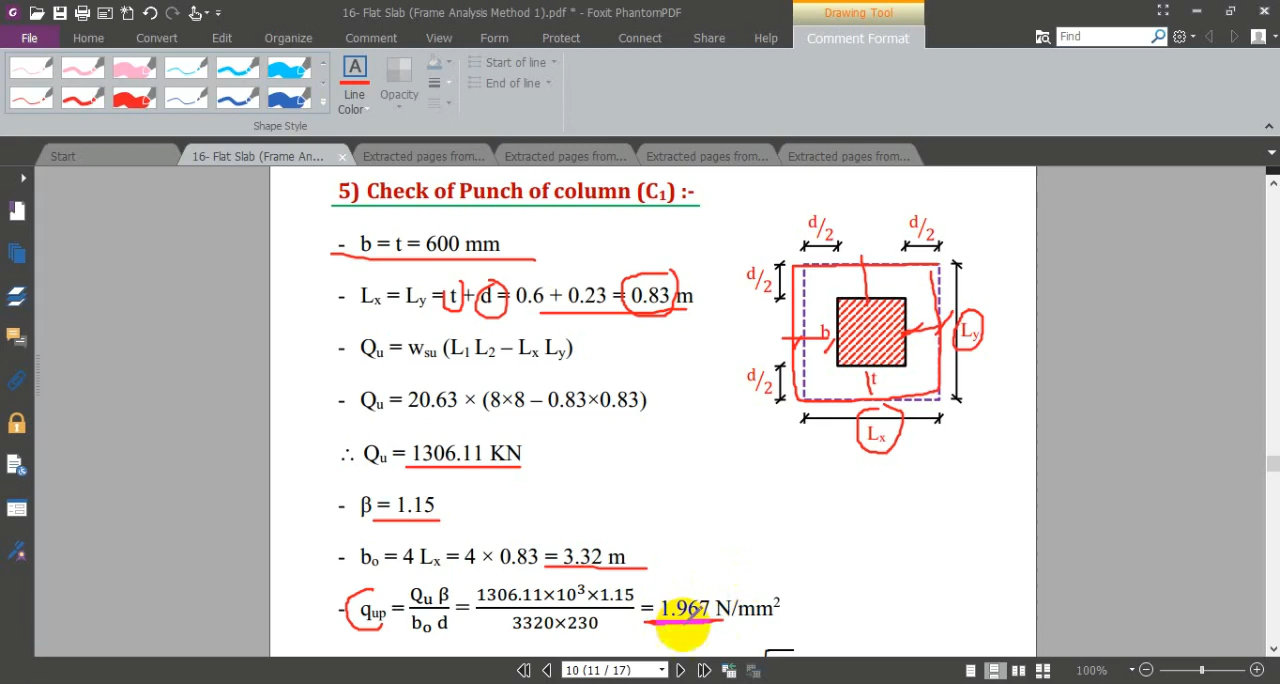 16- Flat Slab (Frame Analysis Method 1).pdf * - Foxit PhantomPDF
Drawing Tool
File Home Convert Edit Organize Comment View Form Protect Connect Share Help Comment Format
Find
A
Line Color
Opacity
Start of line
End of line
Shape Style
Start
16- Flat Slab (Frame An...
Extracted pages from...
Extracted pages from...
Extracted pages from...
Extracted pages from...
5) Check of Punch of column (C₁) :-
- b = t = 600 mm
- Lₓ = Lᵧ = t + d = 0.6 + 0.23 = 0.83 m
- Qᵤ = wₛᵤ (L₁ L₂ – Lₓ Lᵧ)
- Qᵤ = 20.63 × (8×8 – 0.83×0.83)
∴ Qᵤ = 1306.11 KN
- β = 1.15
- bₒ = 4 Lₓ = 4 × 0.83 = 3.32 m
- qᵤₚ = Qᵤ β / bₒ d = 1306.11×10³×1.15 / 3320×230 = 1.967 N/mm²
d/2
d/2
d/2
b
Lᵧ
d/2
t
Lₓ
10 (11 / 17)
100%